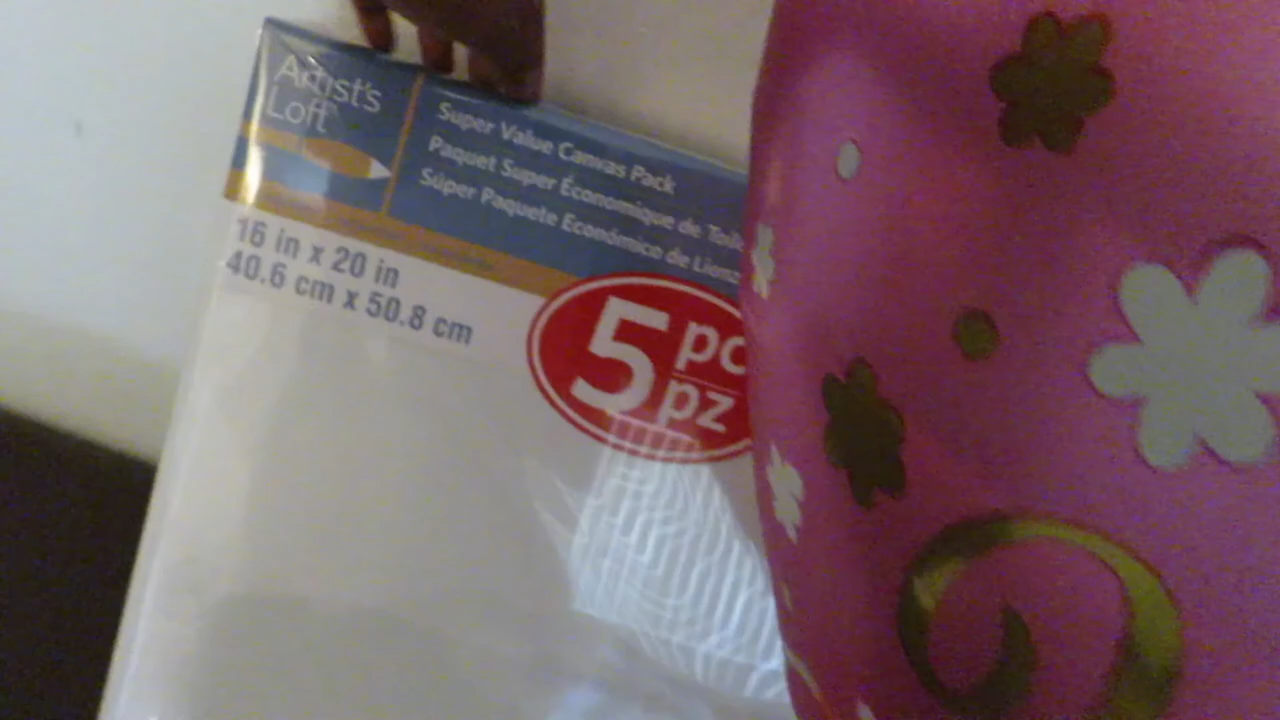 Artist's
Loft
Super Value Canvas Pack
Paquet Super Économique de
Súper Paquete Económico de
16 in x 20 in
40.6 cm x 50.8 cm
5
pz